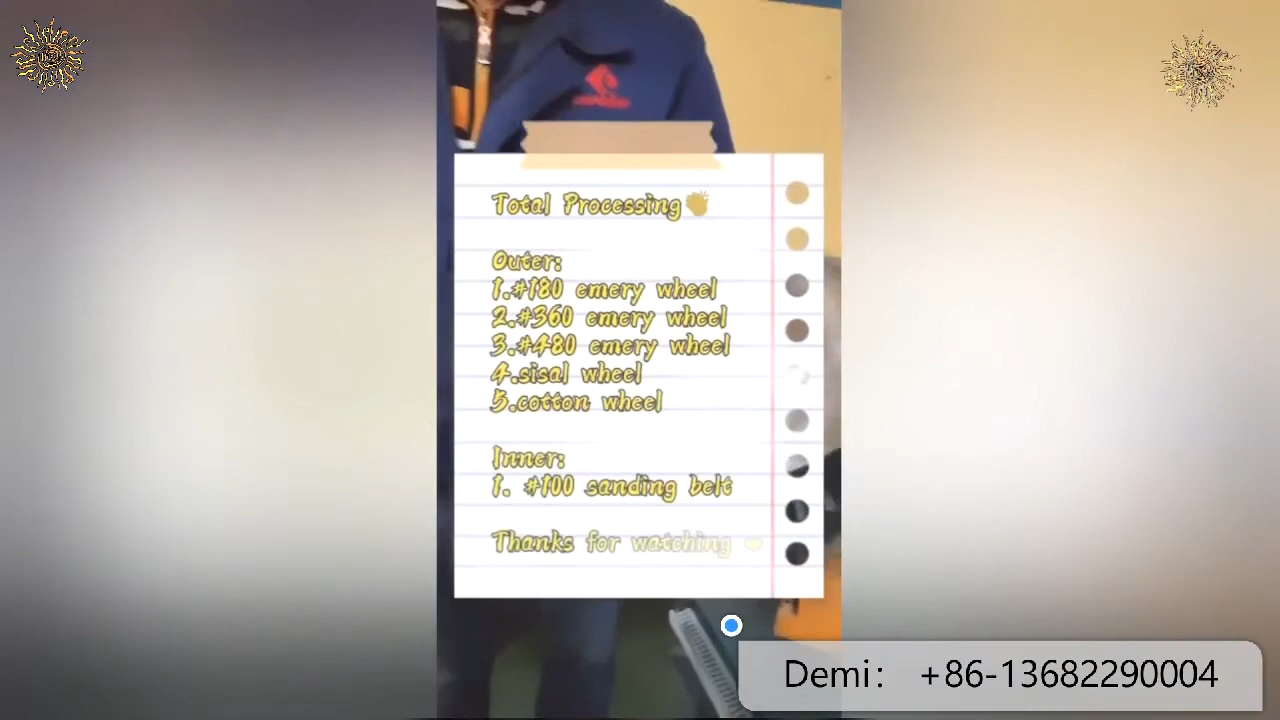 Total Processing👏
Outer:
1.#180 emery wheel
2.#360 emery wheel
3.#480 emery wheel
4.sisal wheel
5.cotton wheel
Inner:
1. #100 sanding belt
Thanks for watching ❤
Demi： +86-13682290004